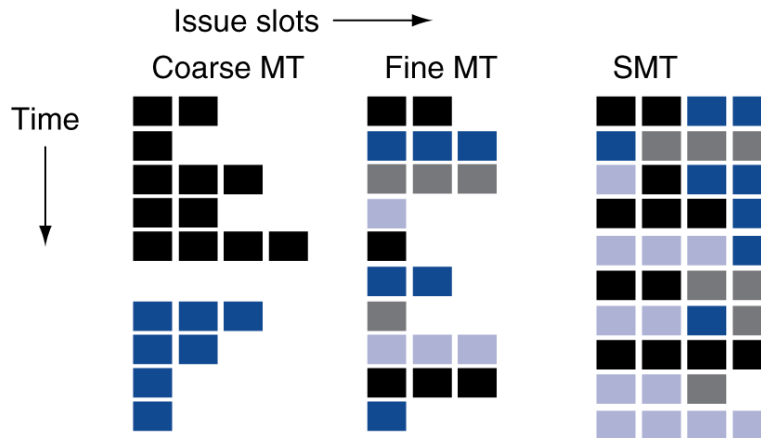 Issue slots
Coarse MT
Fine MT
SMT
Time